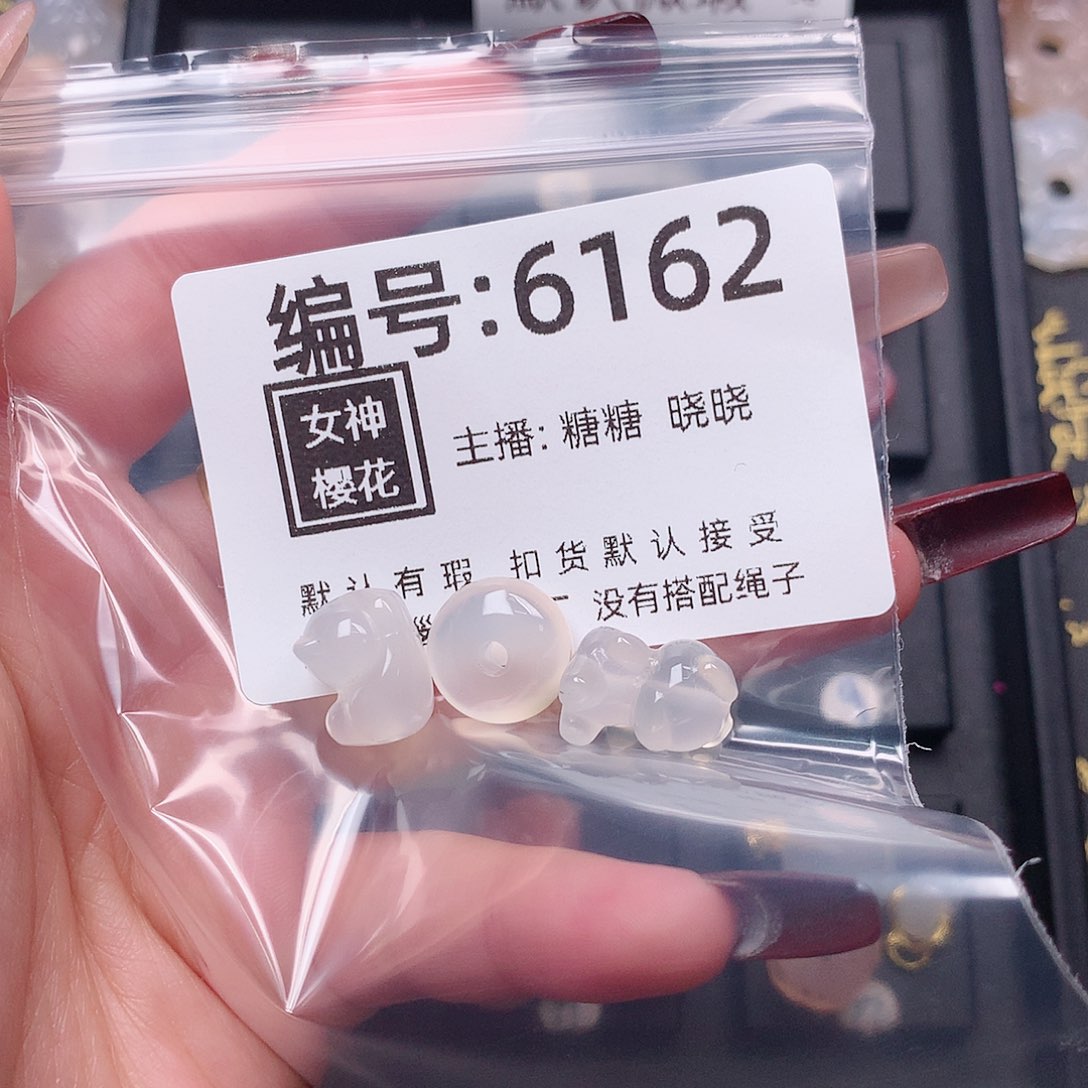 编号:6162
女神
樱花
主播: 糖糖 晓晓
默认有瑕 扣货默认接受
没有搭配绳子